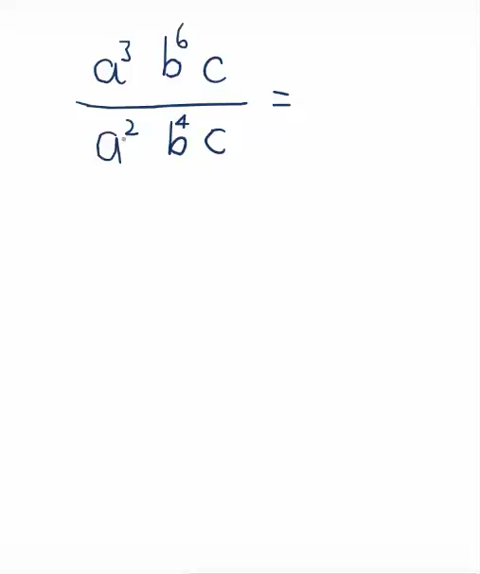 a³ b⁶ c
a² b⁴ c =